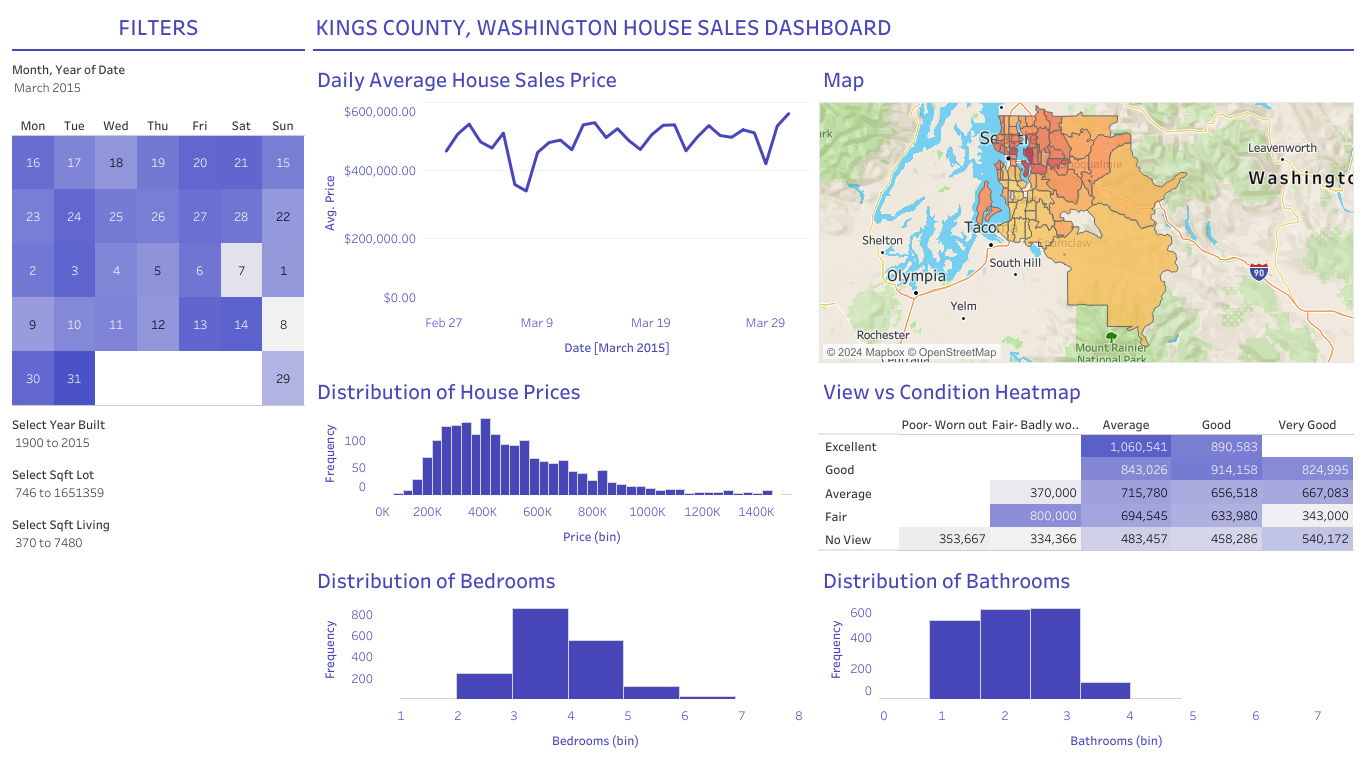 FILTERS
KINGS COUNTY, WASHINGTON HOUSE SALES DASHBOARD
Month, Year of Date
March 2015
Mon Tue Wed Thu Fri Sat Sun
16 17 18 19 20 21 15
23 24 25 26 27 28 22
2 3 4 5 6 7 1
9 10 11 12 13 14 8
30 31 29
Select Year Built
1900 to 2015
Select Sqft Lot
746 to 1651359
Select Sqft Living
370 to 7480
Daily Average House Sales Price
Avg. Price
$600,000.00
$400,000.00
$200,000.00
$0.00
Feb 27 Mar 9 Mar 19 Mar 29
Date [March 2015]
Map
Leavenworth
Washingto
Shelton
South Hill
Olympia
Yelm
Rochester
Mount Rainier
National Park
90
© 2024 Mapbox © OpenStreetMap
Distribution of House Prices
Frequency
100
50
0
0K 200K 400K 600K 800K 1000K 1200K 1400K
Price (bin)
View vs Condition Heatmap
Poor- Worn out Fair- Badly wo.. Average Good Very Good
Excellent 1,060,541 890,583
Good 843,026 914,158 824,995
Average 370,000 715,780 656,518 667,083
Fair 800,000 694,545 633,980 343,000
No View 353,667 334,366 483,457 458,286 540,172
Distribution of Bedrooms
Frequency
800
600
400
200
1 2 3 4 5 6 7 8
Bedrooms (bin)
Distribution of Bathrooms
Frequency
600
400
200
0
0 1 2 3 4 5 6 7
Bathrooms (bin)